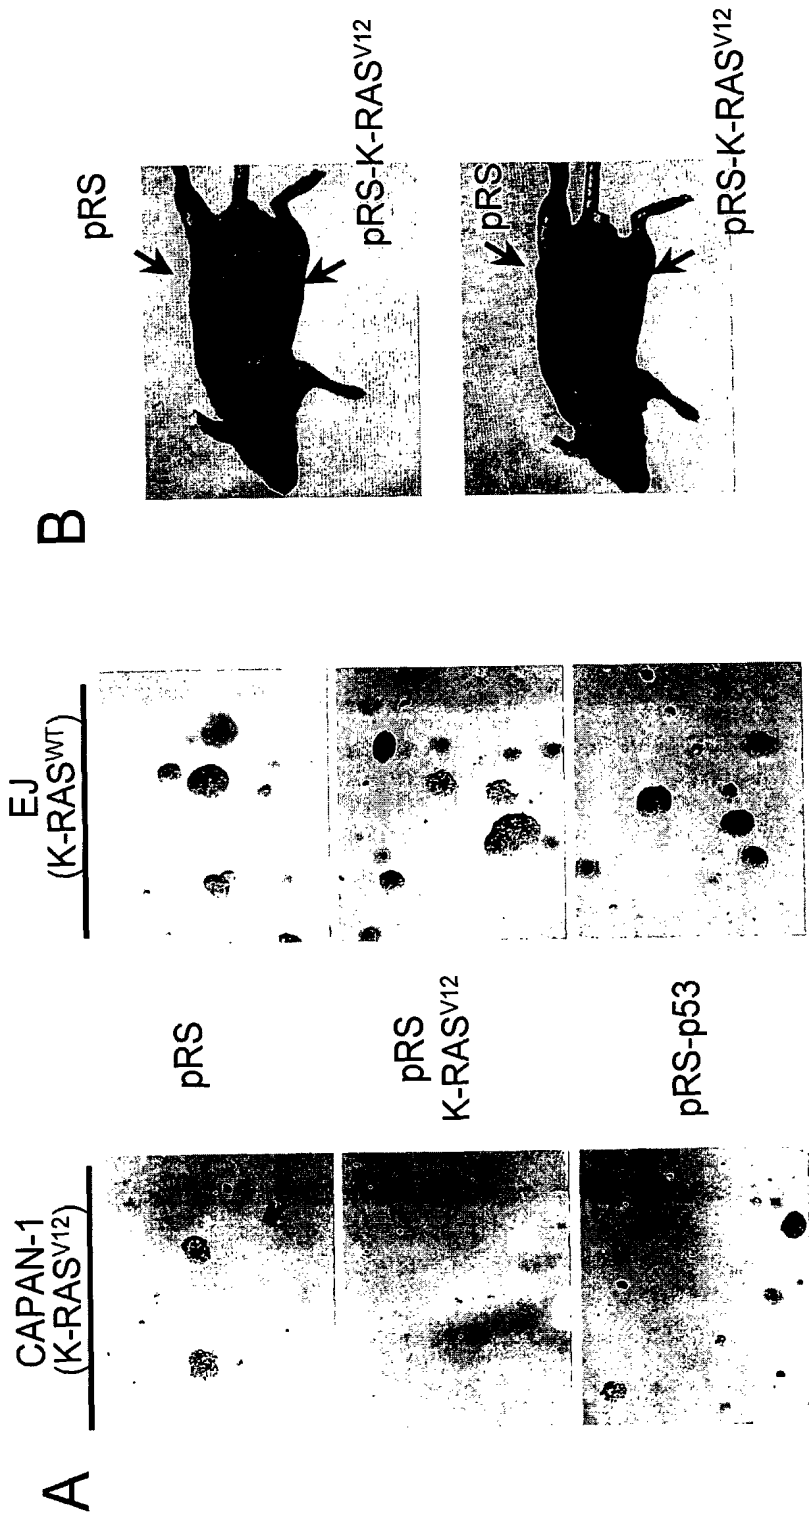 A
CAPAN-1
(K-RASV12)
EJ
(K-RASWT)
pRS
pRS
K-RASV12
pRS-p53
B
pRS
pRS-K-RASV12
pRS
pRS-K-RASV12